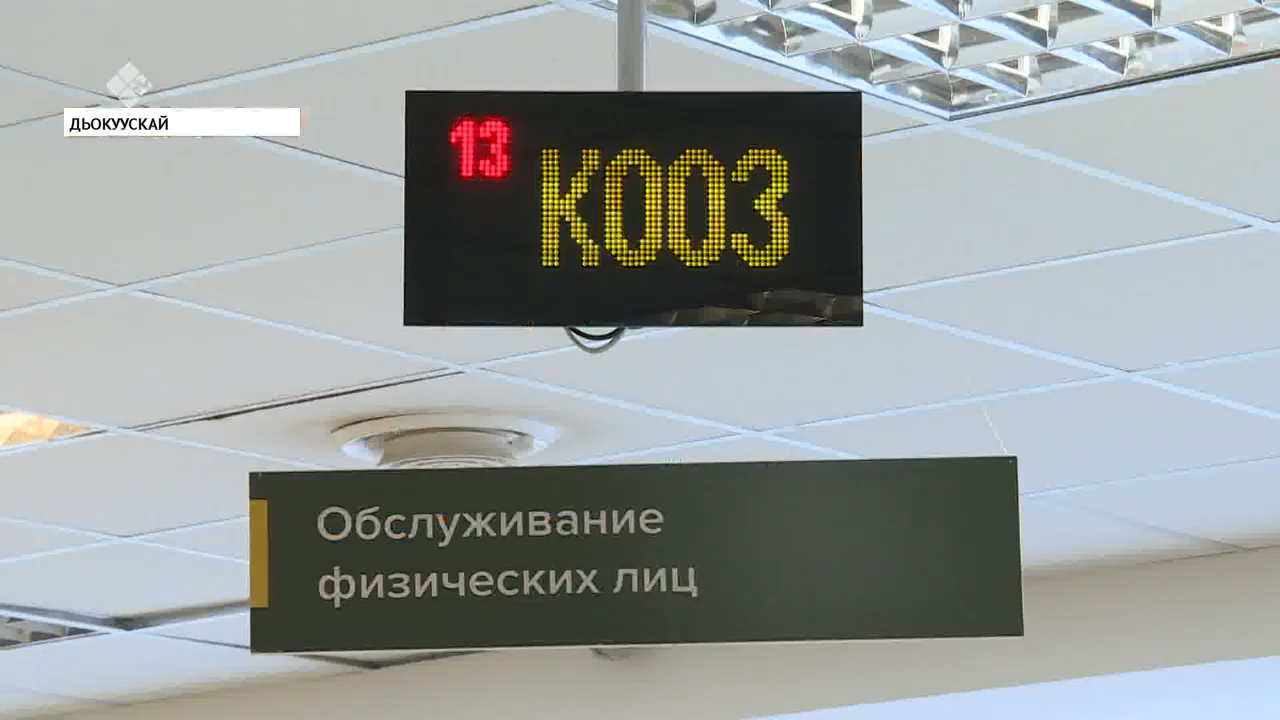 ДЬОКУУСКАЙ
13
К003
Обслуживание
физических лиц